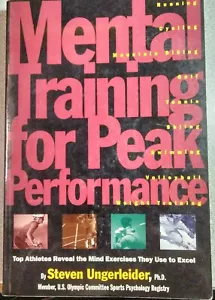 Running
Cycling
Mountain Biking
Golf
Tennis
Skiing
Swimming
Volleyball
Weight Training
Mental
Training
for Peak
Performance
Top Athletes Reveal the Mind Exercises They Use to Excel
By Steven Ungerleider, Ph.D.
Member, U.S. Olympic Committee Sports Psychology Registry